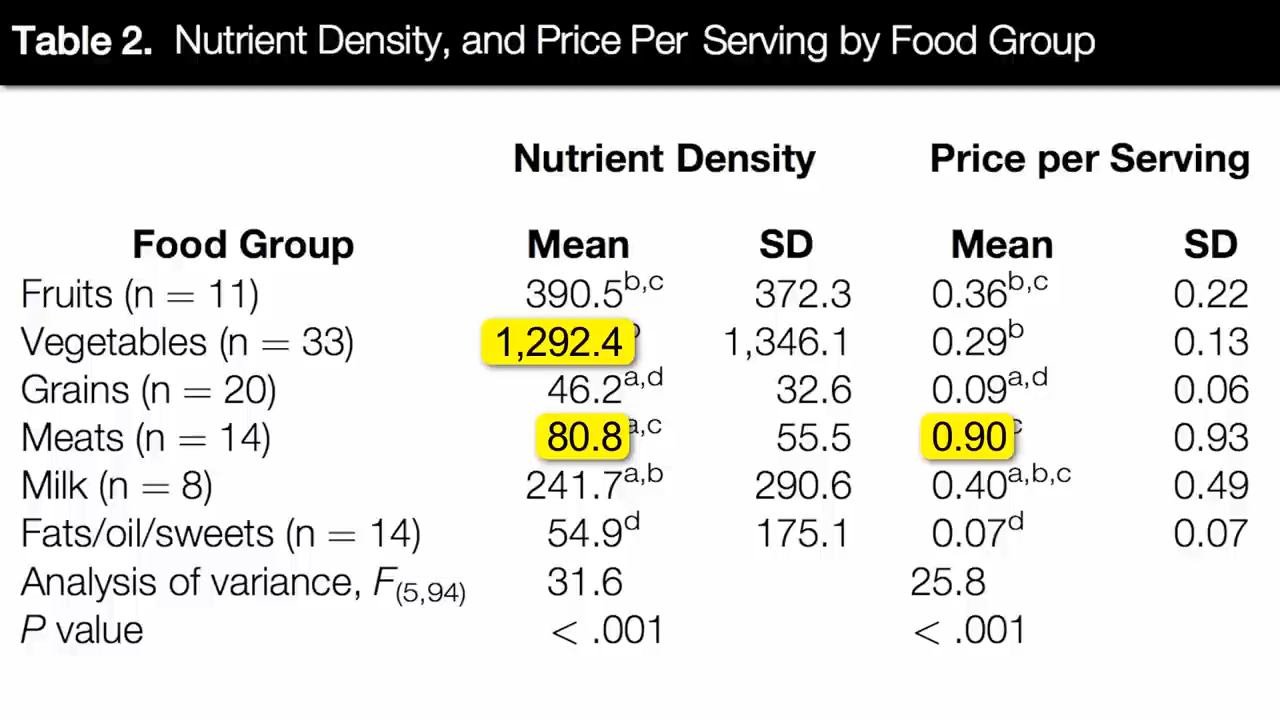 Table 2. Nutrient Density, and Price Per Serving by Food Group
Nutrient Density Price per Serving
Food Group Mean SD Mean SD
Fruits (n = 11) 390.5b,c 372.3 0.36b,c 0.22
Vegetables (n = 33) 1,292.4 1,346.1 0.29b 0.13
Grains (n = 20) 46.2a,d 32.6 0.09a,d 0.06
Meats (n = 14) 80.8a,c 55.5 0.90c 0.93
Milk (n = 8) 241.7a,b 290.6 0.40a,b,c 0.49
Fats/oil/sweets (n = 14) 54.9d 175.1 0.07d 0.07
Analysis of variance, F(5,94) 31.6 25.8
P value < .001 < .001